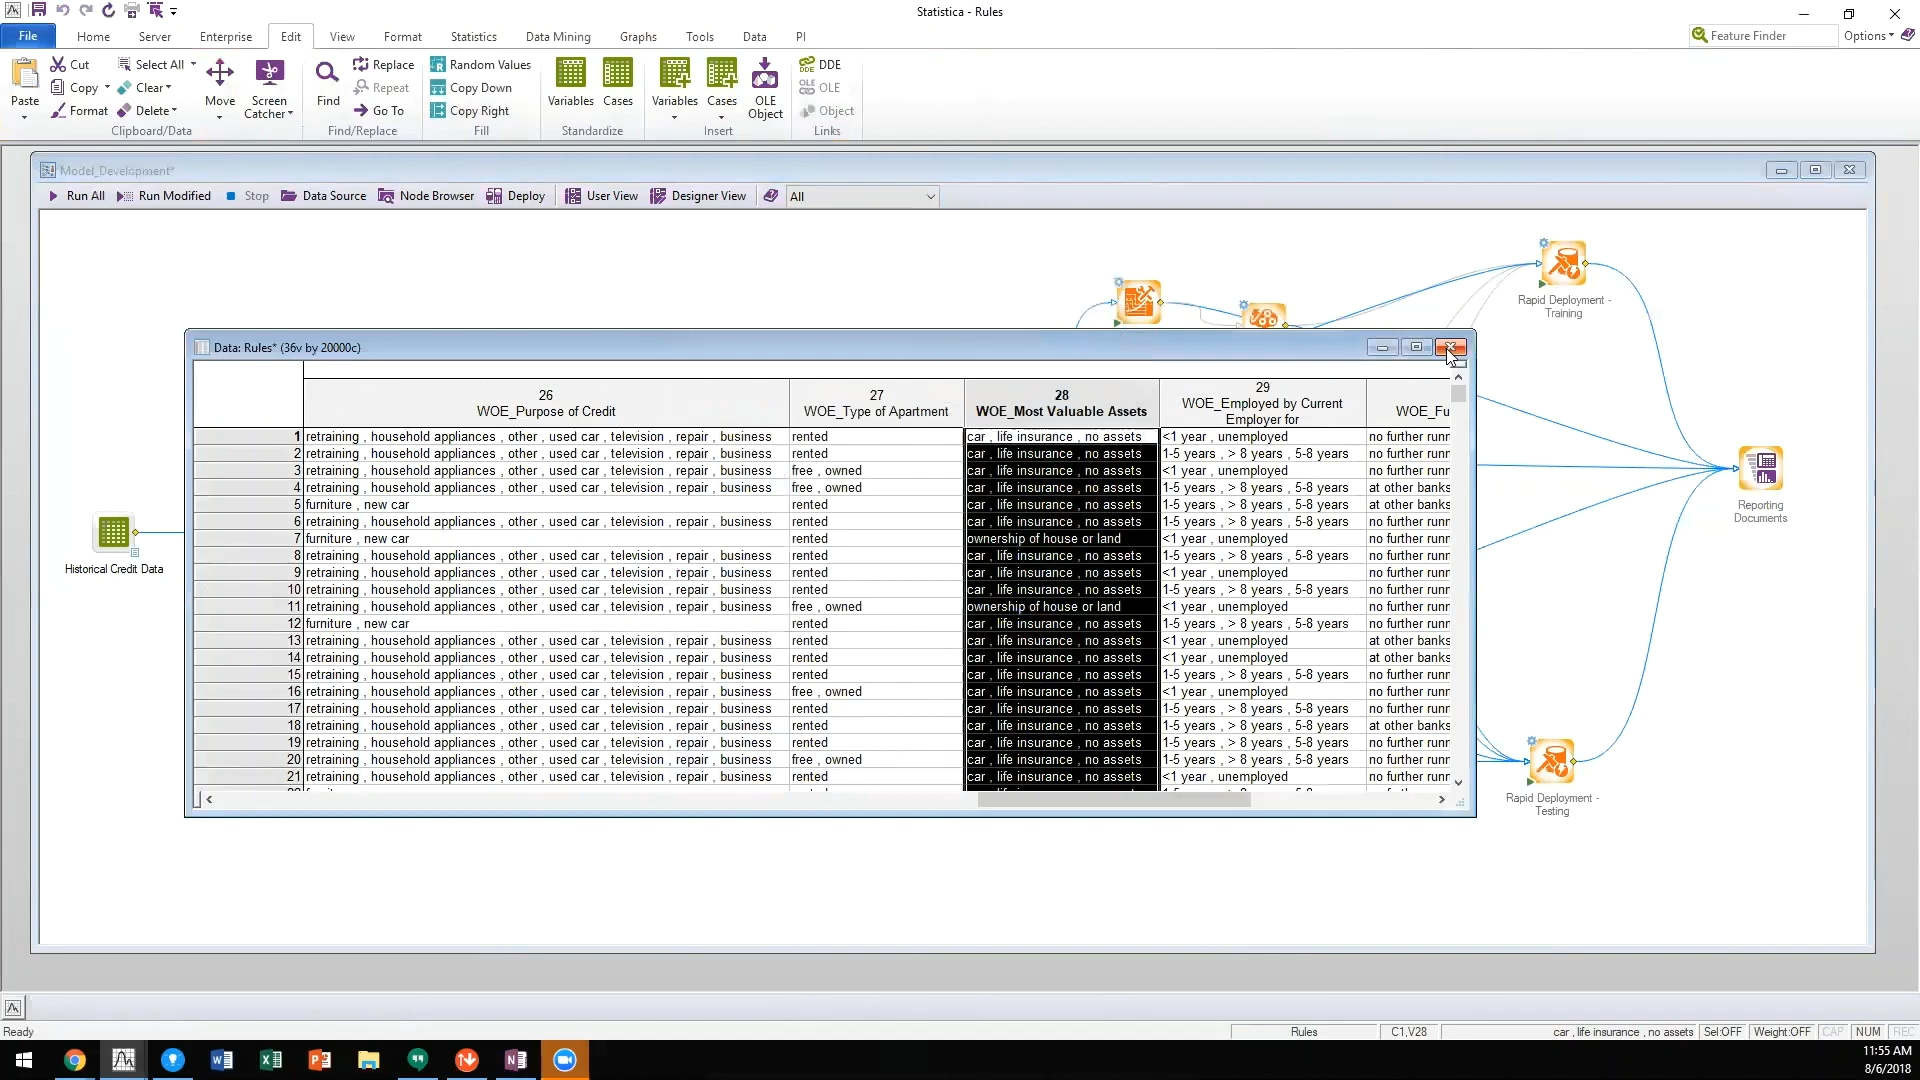 Statistica - Rules
File Home Server Enterprise Edit View Format Statistics Data Mining Graphs Tools Data PI
Feature Finder Options
Paste Cut Copy Format
Select All Clear Delete
Move Screen Catcher
Clipboard/Data
Find Replace Repeat Go To
Find/Replace
Random Values Copy Down Copy Right
Fill
Variables Cases
Standardize
Variables Cases OLE Object
Insert
DDE OLE Object
Links
Model_Development*
Run All Run Modified Stop Data Source Node Browser Deploy User View Designer View All
Rapid Deployment -
Training
Data: Rules* (36v by 20000c)
26 27 28 29
WOE_Purpose of Credit WOE_Type of Apartment WOE_Most Valuable Assets WOE_Employed by Current Employer for WOE_Fu
1 retraining , household appliances , other , used car , television , repair , business rented car , life insurance , no assets <1 year , unemployed no further runn
2 retraining , household appliances , other , used car , television , repair , business rented car , life insurance , no assets 1-5 years , > 8 years , 5-8 years no further runn
3 retraining , household appliances , other , used car , television , repair , business free , owned car , life insurance , no assets <1 year , unemployed no further runn
4 retraining , household appliances , other , used car , television , repair , business free , owned car , life insurance , no assets 1-5 years , > 8 years , 5-8 years at other banks
5 furniture , new car rented car , life insurance , no assets 1-5 years , > 8 years , 5-8 years at other banks
6 retraining , household appliances , other , used car , television , repair , business rented car , life insurance , no assets 1-5 years , > 8 years , 5-8 years no further runn
7 furniture , new car rented ownership of house or land <1 year , unemployed no further runn
8 retraining , household appliances , other , used car , television , repair , business rented car , life insurance , no assets 1-5 years , > 8 years , 5-8 years no further runn
9 retraining , household appliances , other , used car , television , repair , business rented car , life insurance , no assets <1 year , unemployed no further runn
10 retraining , household appliances , other , used car , television , repair , business rented car , life insurance , no assets 1-5 years , > 8 years , 5-8 years no further runn
11 retraining , household appliances , other , used car , television , repair , business free , owned ownership of house or land <1 year , unemployed no further runn
12 furniture , new car rented car , life insurance , no assets 1-5 years , > 8 years , 5-8 years no further runn
13 retraining , household appliances , other , used car , television , repair , business rented car , life insurance , no assets <1 year , unemployed at other banks
14 retraining , household appliances , other , used car , television , repair , business rented car , life insurance , no assets <1 year , unemployed at other banks
15 retraining , household appliances , other , used car , television , repair , business rented car , life insurance , no assets 1-5 years , > 8 years , 5-8 years no further runn
16 retraining , household appliances , other , used car , television , repair , business free , owned car , life insurance , no assets <1 year , unemployed no further runn
17 retraining , household appliances , other , used car , television , repair , business rented car , life insurance , no assets 1-5 years , > 8 years , 5-8 years no further runn
18 retraining , household appliances , other , used car , television , repair , business rented car , life insurance , no assets 1-5 years , > 8 years , 5-8 years at other banks
19 retraining , household appliances , other , used car , television , repair , business rented car , life insurance , no assets 1-5 years , > 8 years , 5-8 years no further runn
20 retraining , household appliances , other , used car , television , repair , business free , owned car , life insurance , no assets 1-5 years , > 8 years , 5-8 years no further runn
21 retraining , household appliances , other , used car , television , repair , business rented car , life insurance , no assets <1 year , unemployed no further runn
Historical Credit Data
Reporting
Documents
Rapid Deployment -
Testing
Ready Rules C1,V28 car , life insurance , no assets Sel:OFF Weight:OFF CAP NUM REC
11:55 AM
8/6/2018